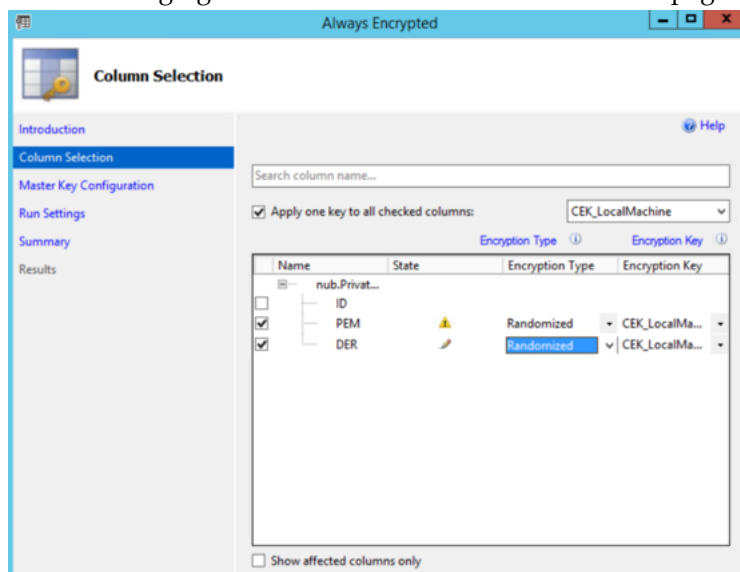 Always Encrypted
Column Selection
Introduction
Column Selection
Master Key Configuration
Run Settings
Summary
Results
Help
Search column name...
Apply one key to all checked columns:
CEK_LocalMachine
Encryption Type
Encryption Key
Name State Encryption Type Encryption Key
nub.Privat...
ID
PEM Randomized CEK_LocalMa...
DER Randomized CEK_LocalMa...
Show affected columns only